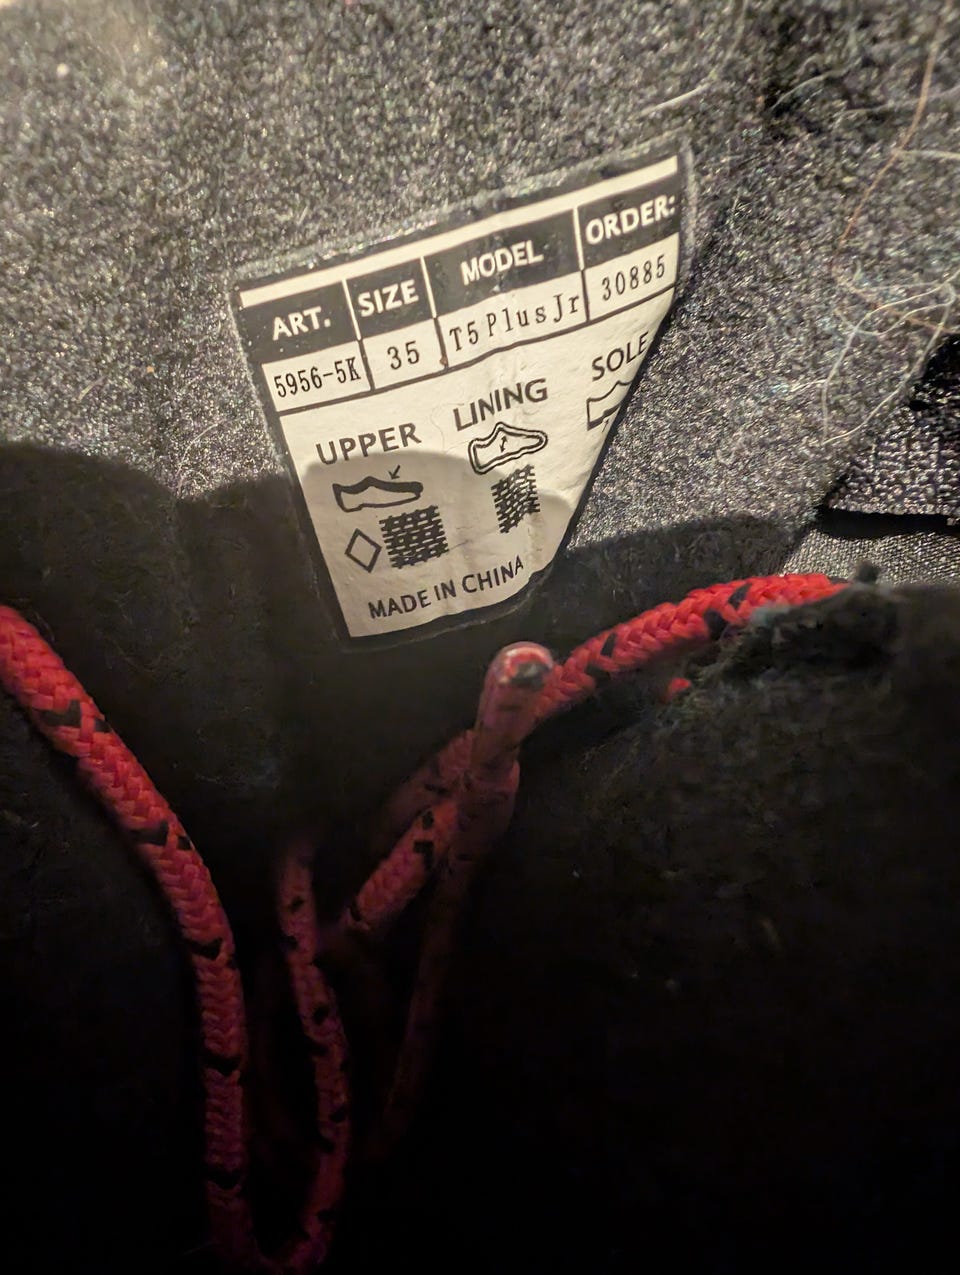 ART. SIZE MODEL ORDER:
5956-5K 35 T5 Plus Jr 30885
UPPER LINING SOLE
MADE IN CHINA